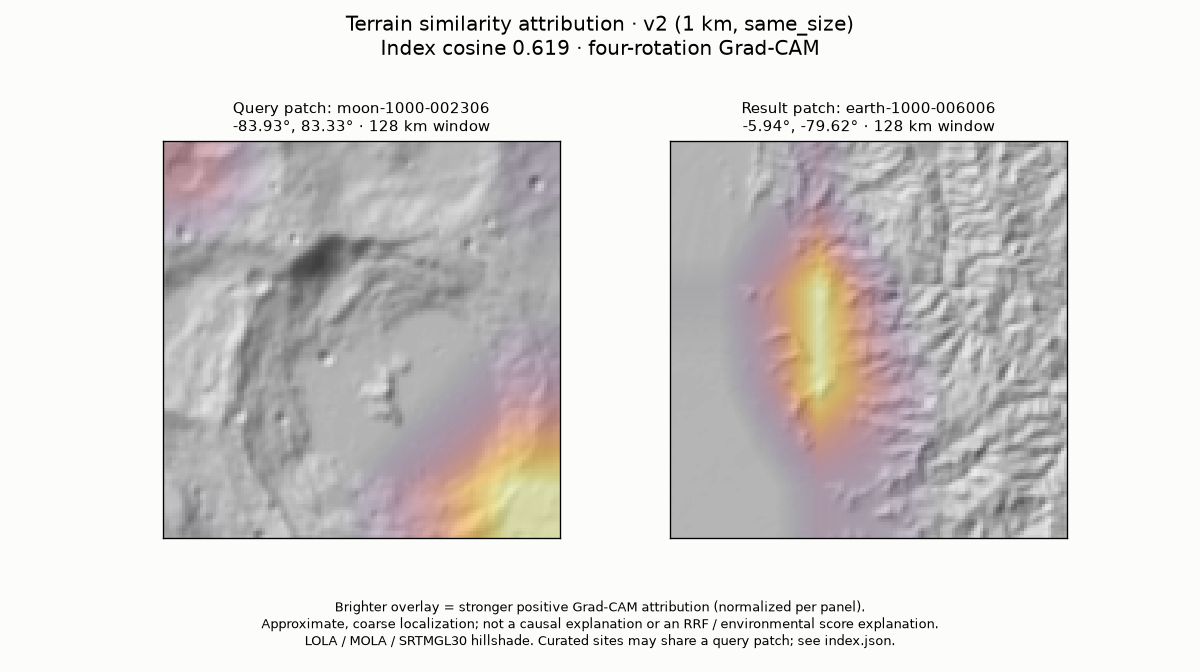 Terrain similarity attribution · v2 (1 km, same_size)
Index cosine 0.619 · four-rotation Grad-CAM
Query patch: moon-1000-002306
-83.93°, 83.33° · 128 km window
Result patch: earth-1000-006006
-5.94°, -79.62° · 128 km window
Brighter overlay = stronger positive Grad-CAM attribution (normalized per panel).
Approximate, coarse localization; not a causal explanation or an RRF / environmental score explanation.
LOLA / MOLA / SRTMGL30 hillshade. Curated sites may share a query patch; see index.json.